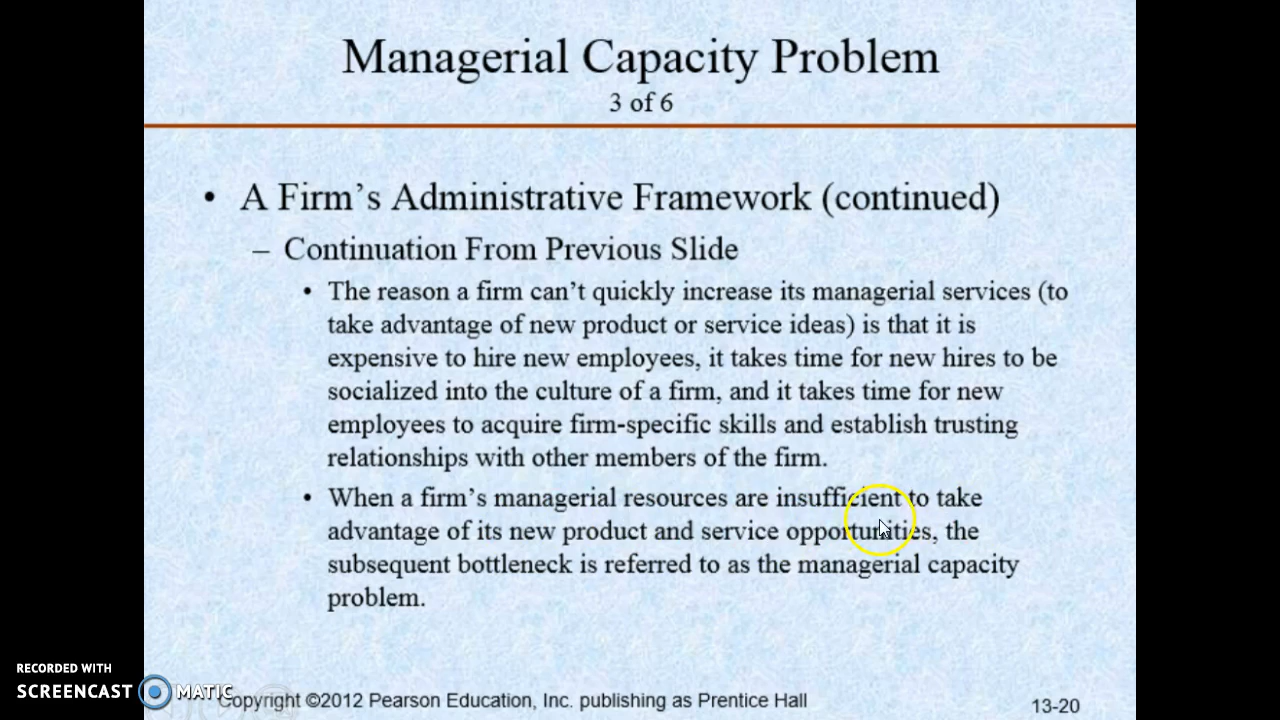 Managerial Capacity Problem
3 of 6
• A Firm's Administrative Framework (continued)
– Continuation From Previous Slide
• The reason a firm can't quickly increase its managerial services (to
take advantage of new product or service ideas) is that it is
expensive to hire new employees, it takes time for new hires to be
socialized into the culture of a firm, and it takes time for new
employees to acquire firm-specific skills and establish trusting
relationships with other members of the firm.
• When a firm's managerial resources are insufficient to take
advantage of its new product and service opportunities, the
subsequent bottleneck is referred to as the managerial capacity
problem.
RECORDED WITH
SCREENCAST MATIC
Copyright ©2012 Pearson Education, Inc. publishing as Prentice Hall
13-20